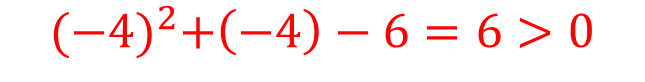 (−4)²+(−4) − 6 = 6 > 0